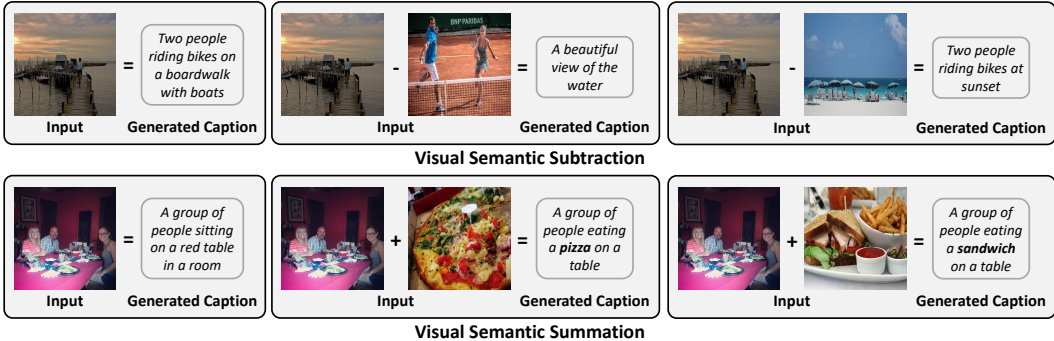 Two people
riding bikes on
a boardwalk
with boats
=
Input
Generated Caption
BNP PARIBAS
-
=
A beautiful
view of the
water
Input
Generated Caption
-
=
Two people
riding bikes at
sunset
Input
Generated Caption
Visual Semantic Subtraction
=
A group of
people sitting
on a red table
in a room
Input
Generated Caption
+
=
A group of
people eating
a pizza on a
table
Input
Generated Caption
+
=
A group of
people eating
a sandwich
on a table
Input
Generated Caption
Visual Semantic Summation